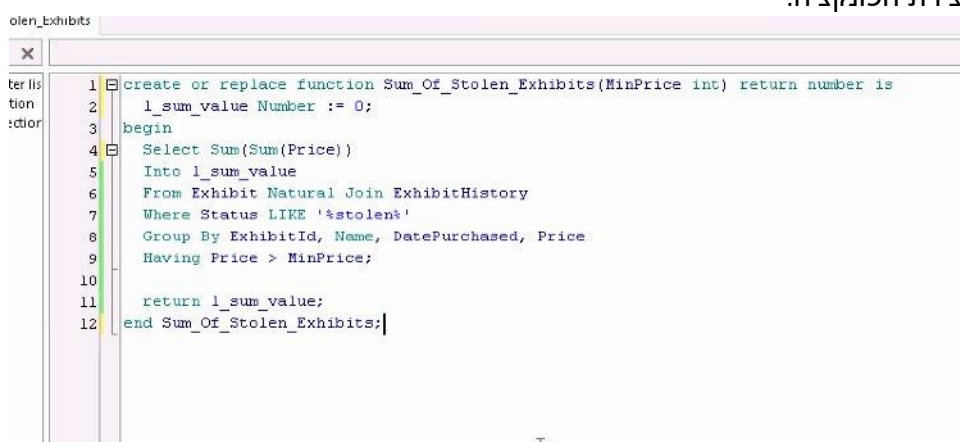 צירת הפונקציה:
olen_Exhibits
ter lis
tion
ection
1 create or replace function Sum_Of_Stolen_Exhibits(MinPrice int) return number is
2 l_sum_value Number := 0;
3 begin
4 Select Sum(Sum(Price))
5 Into l_sum_value
6 From Exhibit Natural Join ExhibitHistory
7 Where Status LIKE '%stolen%'
8 Group By ExhibitId, Name, DatePurchased, Price
9 Having Price > MinPrice;
10
11 return l_sum_value;
12 end Sum_Of_Stolen_Exhibits;